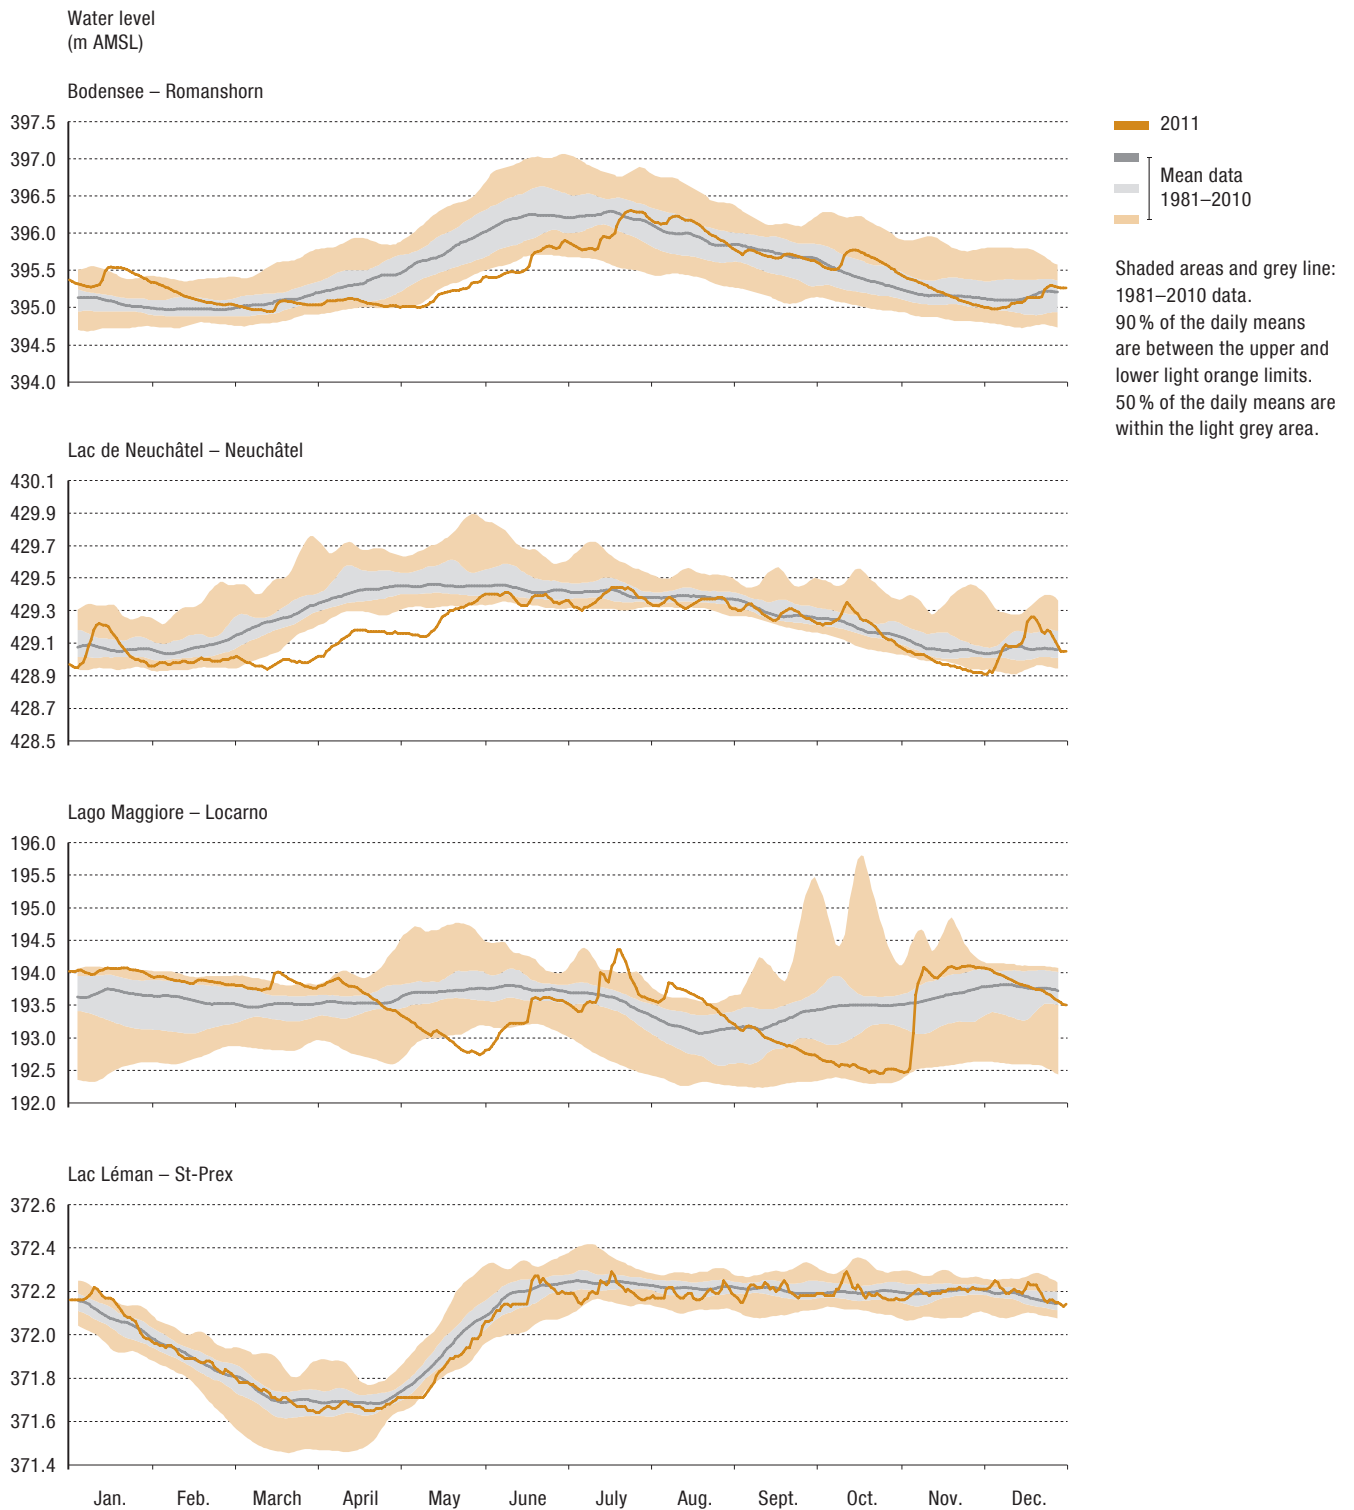 Water level
(m AMSL)
Bodensee – Romanshorn
397.5
397.0
396.5
396.0
395.5
395.0
394.5
394.0
2011
Mean data
1981–2010
Shaded areas and grey line:
1981–2010 data.
90 % of the daily means
are between the upper and
lower light orange limits.
50 % of the daily means are
within the light grey area.
Lac de Neuchâtel – Neuchâtel
430.1
429.9
429.7
429.5
429.3
429.1
428.9
428.7
428.5
Lago Maggiore – Locarno
196.0
195.5
195.0
194.5
194.0
193.5
193.0
192.5
192.0
Lac Léman – St-Prex
372.6
372.4
372.2
372.0
371.8
371.6
371.4
Jan. Feb. March April May June July Aug. Sept. Oct. Nov. Dec.